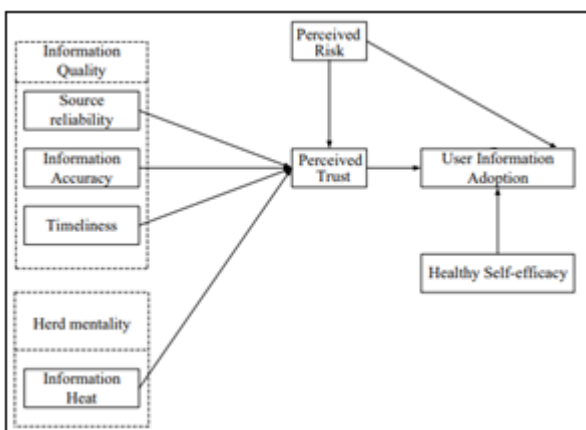 Information
Quality
Source
reliability
Information
Accuracy
Timeliness
Herd mentality
Information
Heat
Perceived
Risk
Perceived
Trust
User Information
Adoption
Healthy Self-efficacy